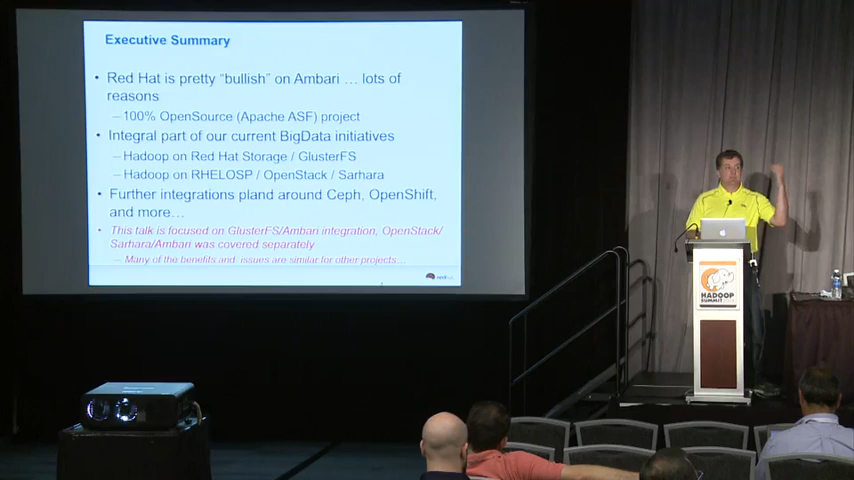 Executive Summary
• Red Hat is pretty “bullish” on Ambari … lots of
reasons
– 100% OpenSource (Apache ASF) project
• Integral part of our current BigData initiatives
– Hadoop on Red Hat Storage / GlusterFS
– Hadoop on RHELOSP / OpenStack / Sarhara
• Further integrations pland around Ceph, OpenShift,
and more…
• This talk is focused on GlusterFS/Ambari integration, OpenStack/
Sarhara/Ambari was covered separately
– Many of the benefits and issues are similar for other projects…
redhat
HADOOP
SUMMIT